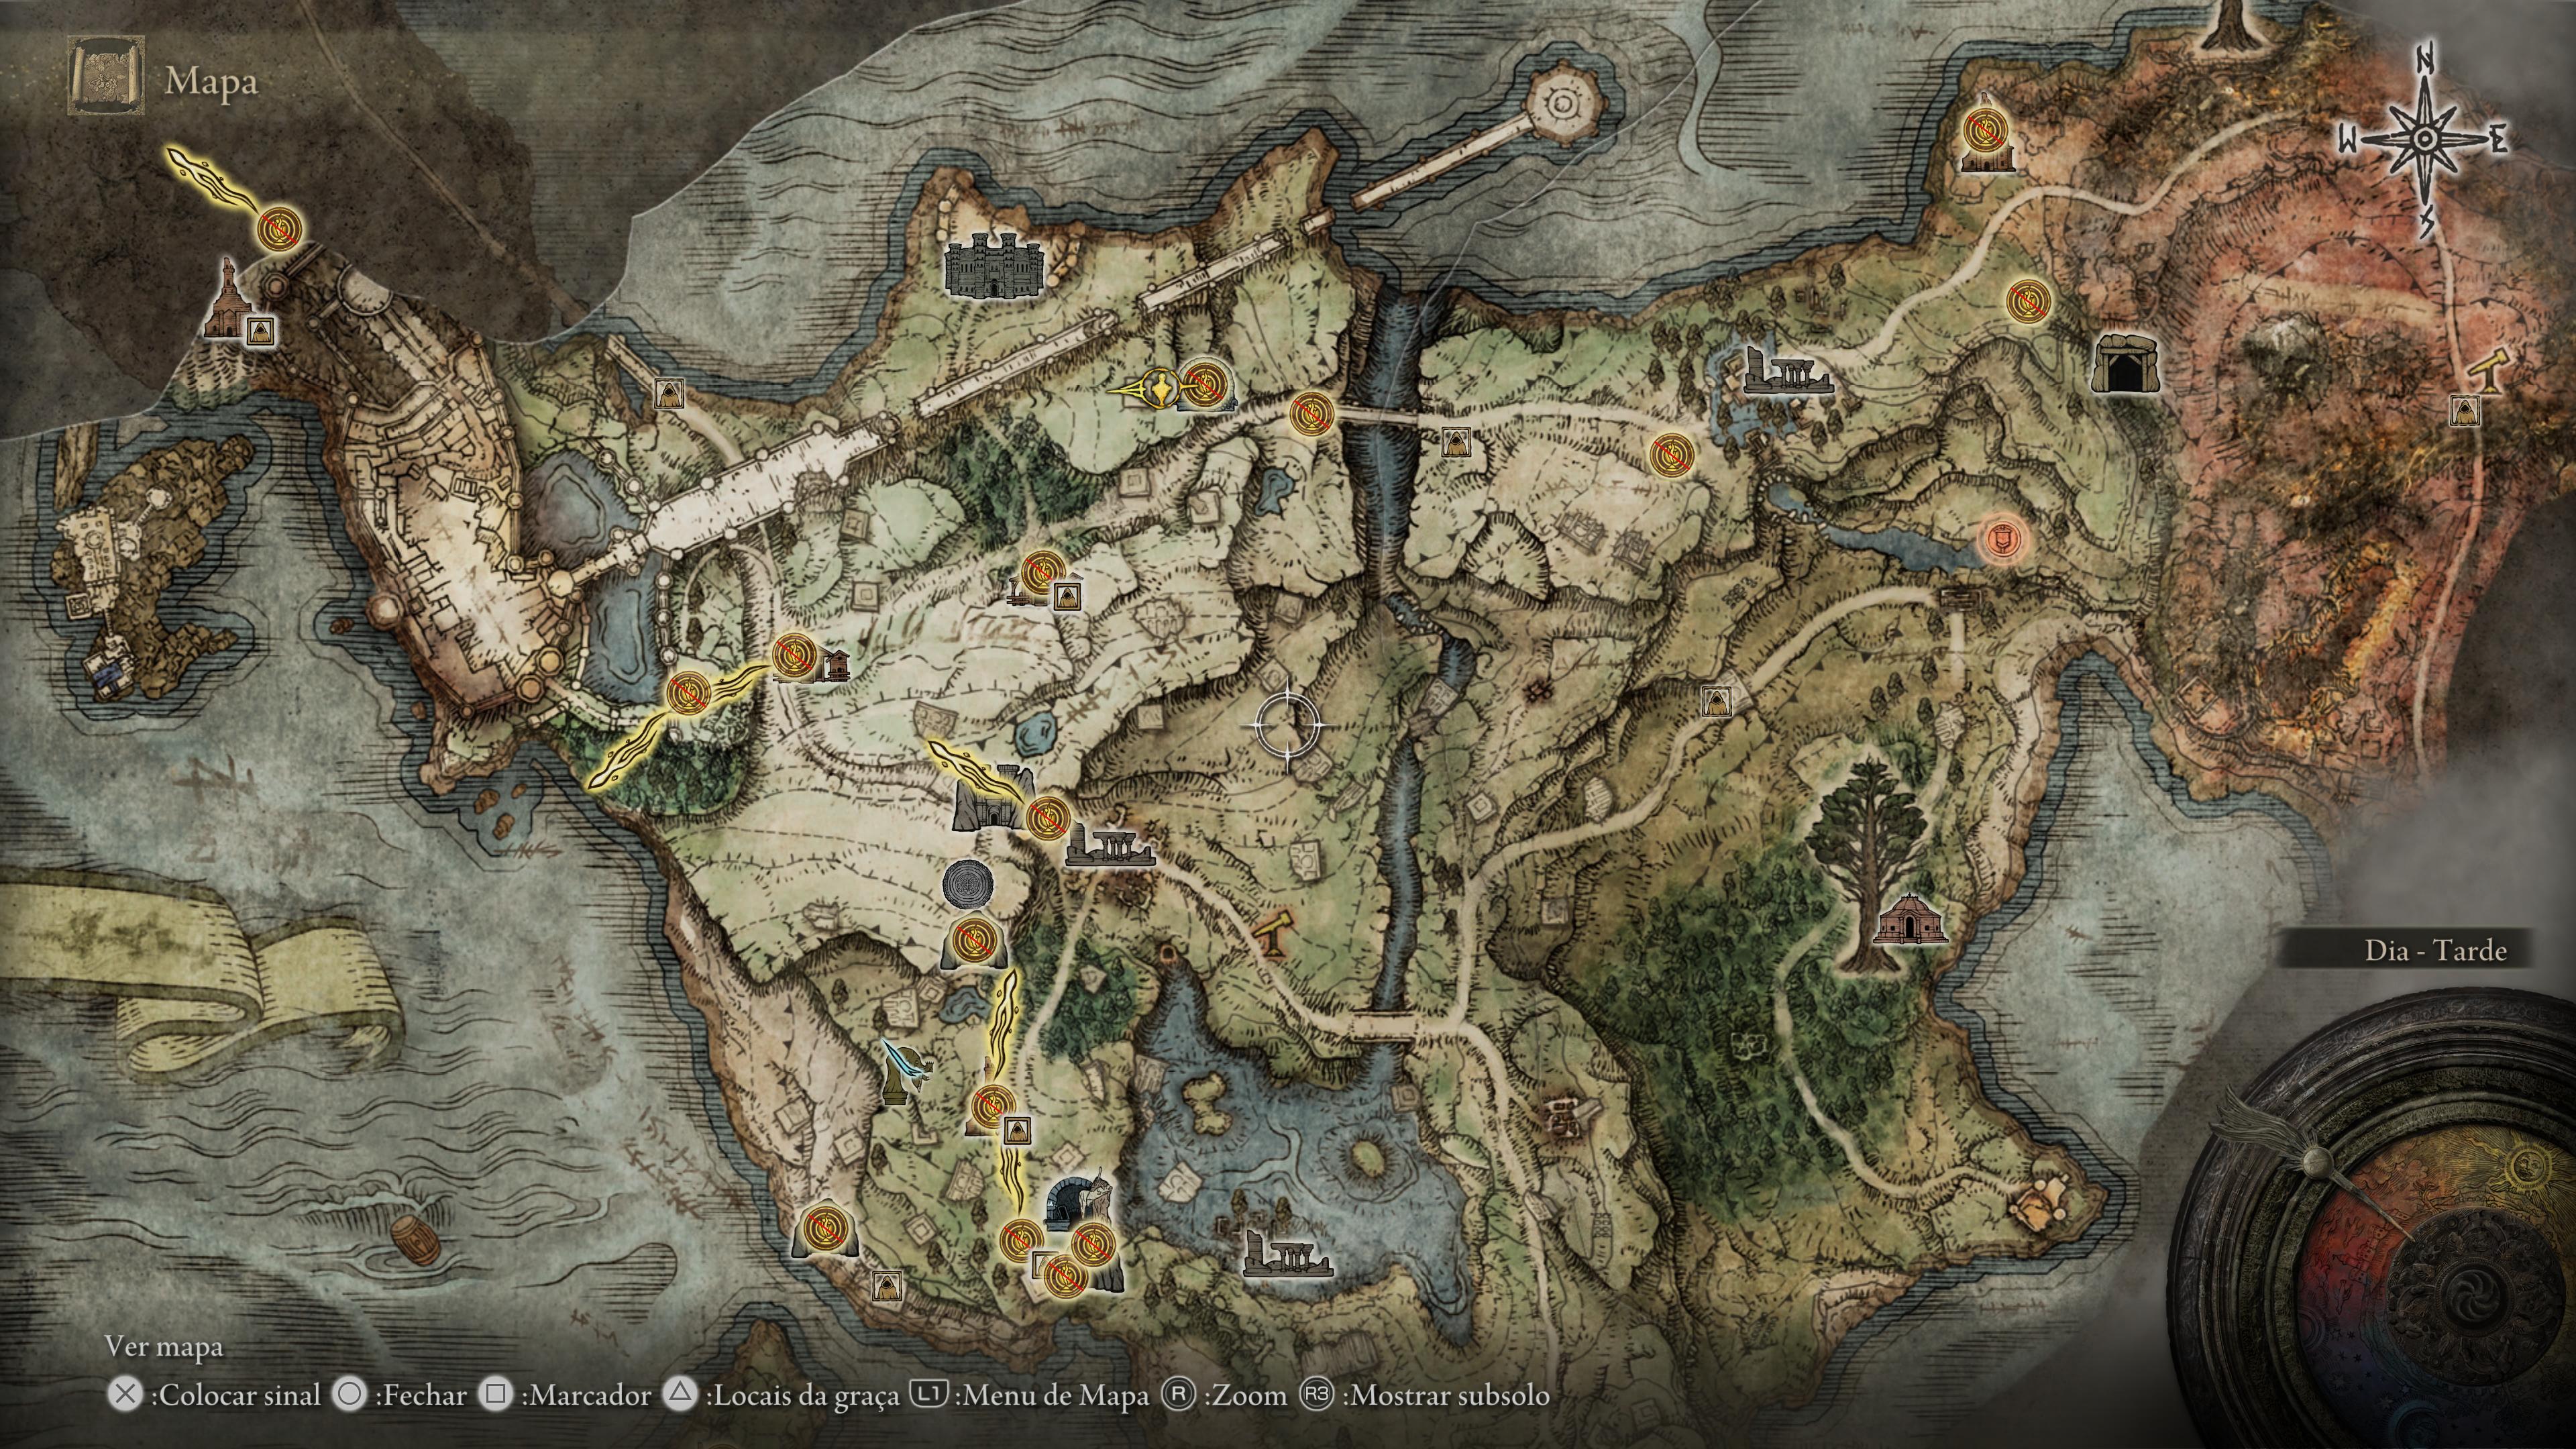 Mapa
N
W E
S
Dia - Tarde
Ver mapa
:Colocar sinal :Fechar :Marcador :Locais da graça L1 :Menu de Mapa R :Zoom R3 :Mostrar subsolo